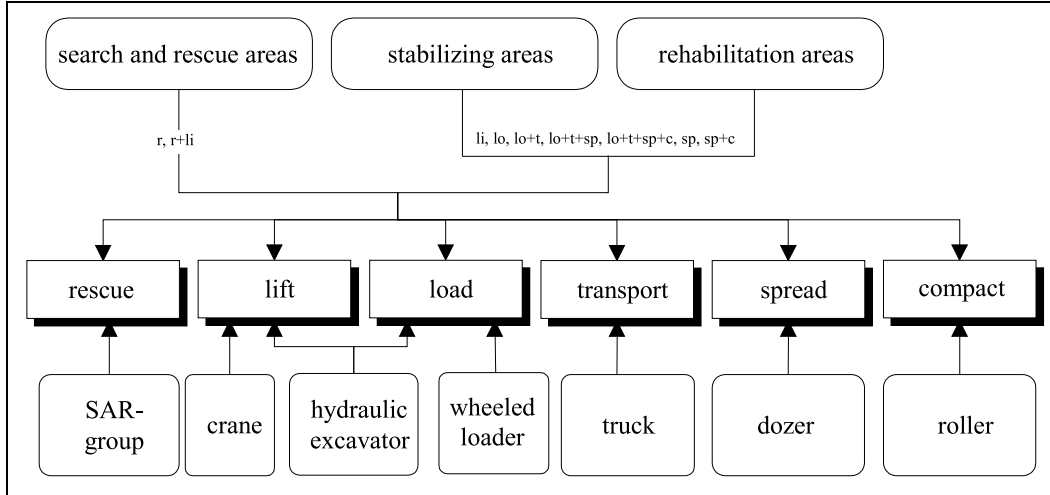 search and rescue areas
stabilizing areas
rehabilitation areas
r, r+li
li, lo, lo+t, lo+t+sp, lo+t+sp+c, sp, sp+c
rescue
lift
load
transport
spread
compact
SAR-
group
crane
hydraulic
excavator
wheeled
loader
truck
dozer
roller